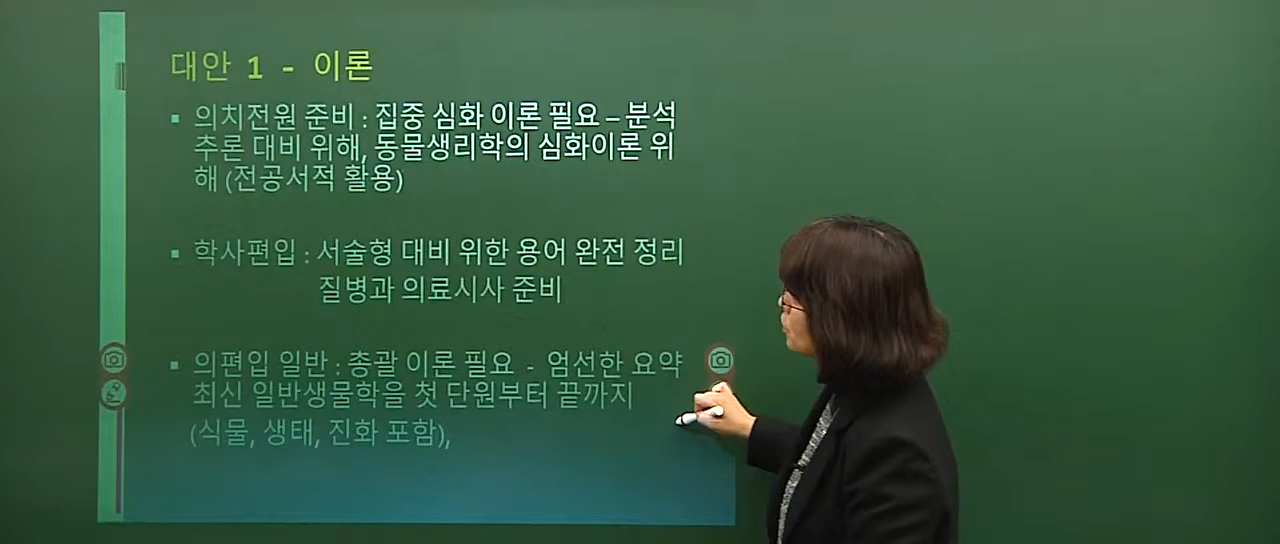 대안 1 - 이론
▪ 의치전원 준비 : 집중 심화 이론 필요 – 분석
추론 대비 위해, 동물생리학의 심화이론 위
해 (전공서적 활용)
▪ 학사편입 : 서술형 대비 위한 용어 완전 정리
질병과 의료시사 준비
▪ 의편입 일반 : 총괄 이론 필요 - 엄선한 요약
최신 일반생물학을 첫 단원부터 끝까지
(식물, 생태, 진화 포함),